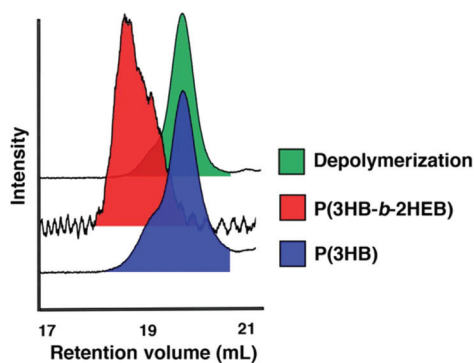 Intensity
Depolymerization
P(3HB-b-2HEB)
P(3HB)
17 19 21
Retention volume (mL)